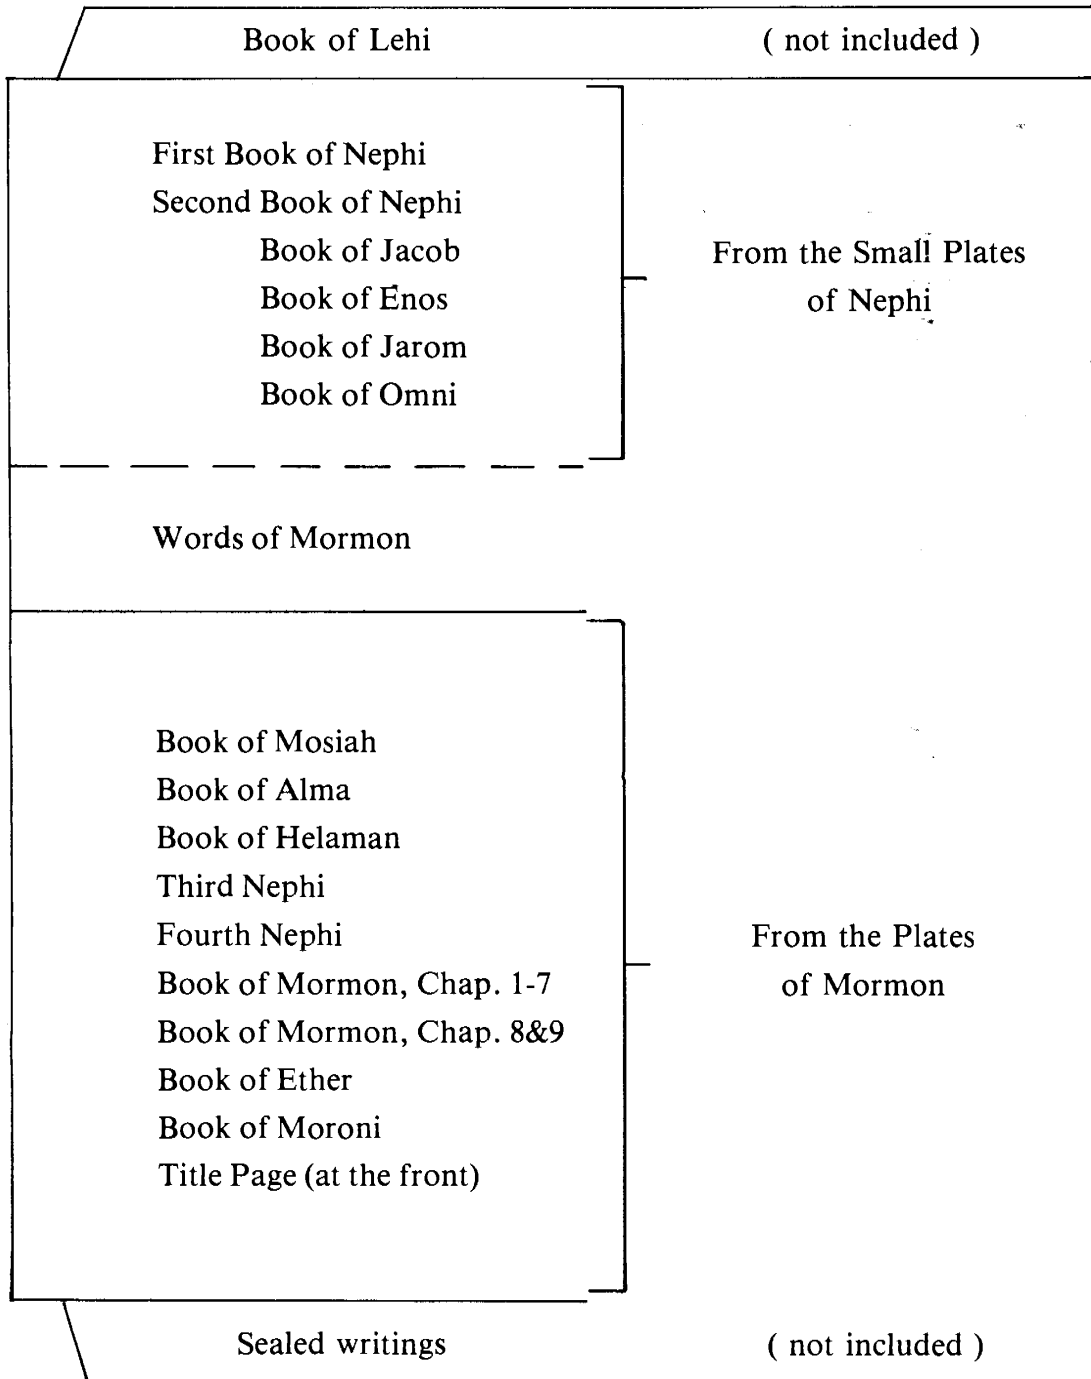 Book of Lehi ( not included )
First Book of Nephi
Second Book of Nephi
Book of Jacob
Book of Enos
Book of Jarom
Book of Omni
From the Small Plates
of Nephi
Words of Mormon
Book of Mosiah
Book of Alma
Book of Helaman
Third Nephi
Fourth Nephi
Book of Mormon, Chap. 1-7
Book of Mormon, Chap. 8&9
Book of Ether
Book of Moroni
Title Page (at the front)
From the Plates
of Mormon
Sealed writings ( not included )